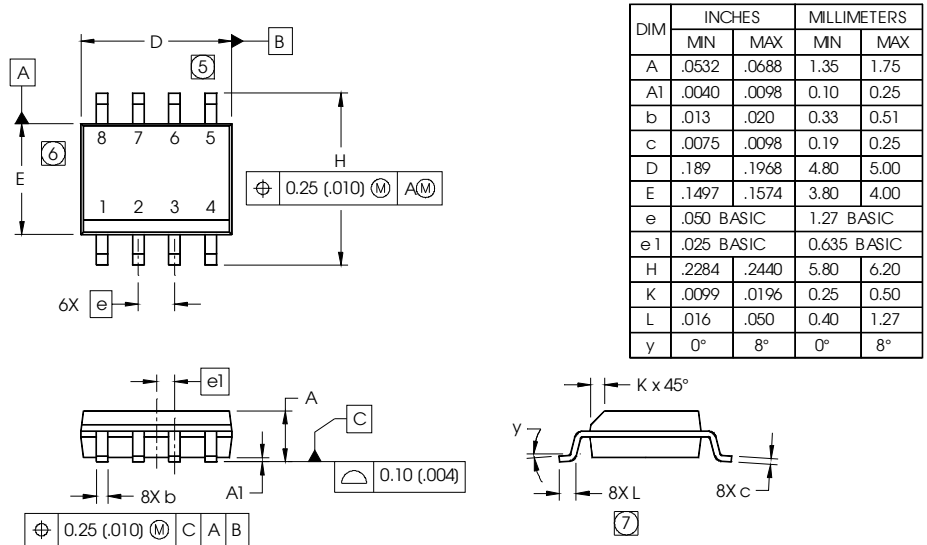 D
B
5
A
8 7 6 5
6
E
H
⌖ 0.25 (.010) Ⓜ AⓂ
1 2 3 4
6X e
DIM INCHES MILLIMETERS
MIN MAX MIN MAX
A .0532 .0688 1.35 1.75
A1 .0040 .0098 0.10 0.25
b .013 .020 0.33 0.51
c .0075 .0098 0.19 0.25
D .189 .1968 4.80 5.00
E .1497 .1574 3.80 4.00
e .050 BASIC 1.27 BASIC
e1 .025 BASIC 0.635 BASIC
H .2284 .2440 5.80 6.20
K .0099 .0196 0.25 0.50
L .016 .050 0.40 1.27
y 0° 8° 0° 8°
e1
A
C
⌓ 0.10 (.004)
8X b
A1
⌖ 0.25 (.010) Ⓜ C A B
K x 45°
y
8X L
8X c
7